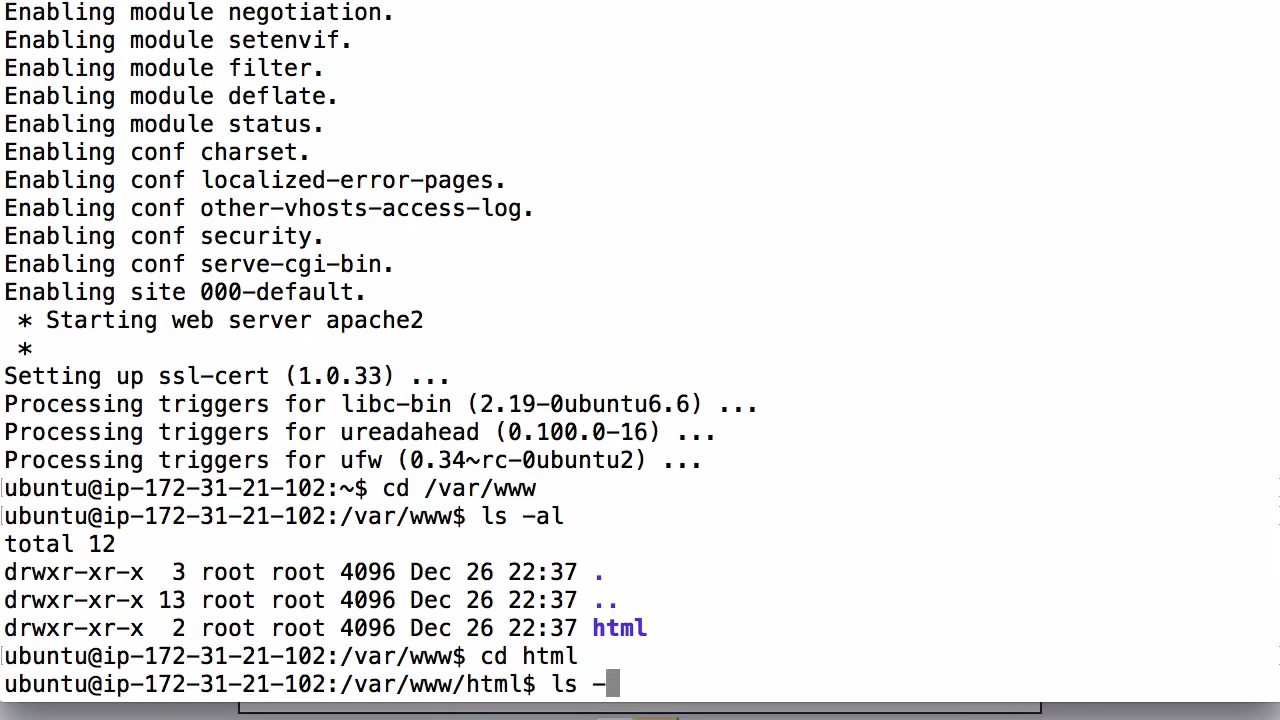 Enabling module negotiation.
Enabling module setenvif.
Enabling module filter.
Enabling module deflate.
Enabling module status.
Enabling conf charset.
Enabling conf localized-error-pages.
Enabling conf other-vhosts-access-log.
Enabling conf security.
Enabling conf serve-cgi-bin.
Enabling site 000-default.
 * Starting web server apache2
 *
Setting up ssl-cert (1.0.33) ...
Processing triggers for libc-bin (2.19-0ubuntu6.6) ...
Processing triggers for ureadahead (0.100.0-16) ...
Processing triggers for ufw (0.34~rc-0ubuntu2) ...
ubuntu@ip-172-31-21-102:~$ cd /var/www
ubuntu@ip-172-31-21-102:/var/www$ ls -al
total 12
drwxr-xr-x  3 root root 4096 Dec 26 22:37 .
drwxr-xr-x 13 root root 4096 Dec 26 22:37 ..
drwxr-xr-x  2 root root 4096 Dec 26 22:37 html
ubuntu@ip-172-31-21-102:/var/www$ cd html
ubuntu@ip-172-31-21-102:/var/www/html$ ls -